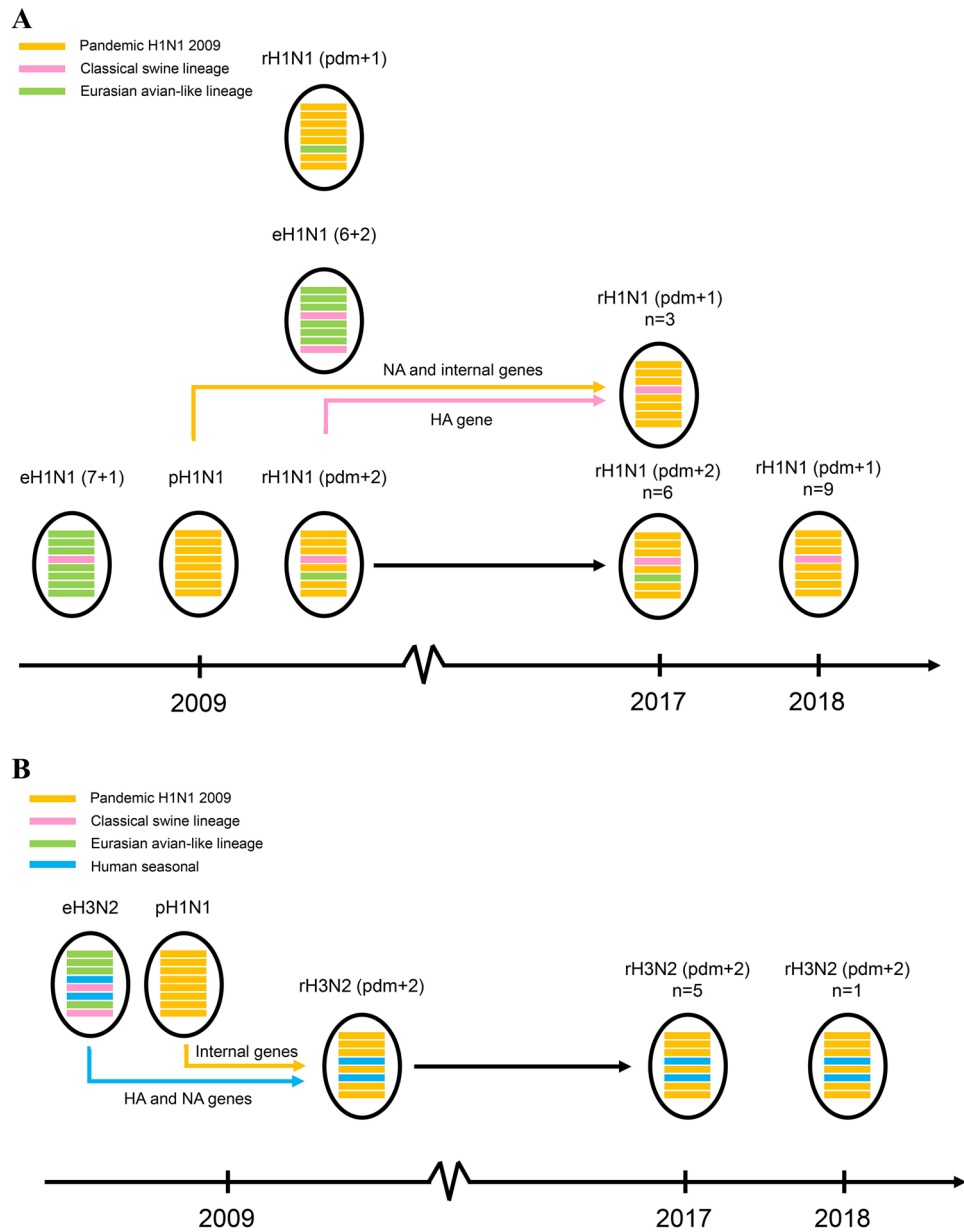 A
Pandemic H1N1 2009
Classical swine lineage
Eurasian avian-like lineage
rH1N1 (pdm+1)
eH1N1 (6+2)
rH1N1 (pdm+1)
n=3
NA and internal genes
HA gene
eH1N1 (7+1)
pH1N1
rH1N1 (pdm+2)
rH1N1 (pdm+2)
n=6
rH1N1 (pdm+1)
n=9
2009
2017
2018
B
Pandemic H1N1 2009
Classical swine lineage
Eurasian avian-like lineage
Human seasonal
eH3N2
pH1N1
rH3N2 (pdm+2)
rH3N2 (pdm+2)
n=5
rH3N2 (pdm+2)
n=1
Internal genes
HA and NA genes
2009
2017
2018